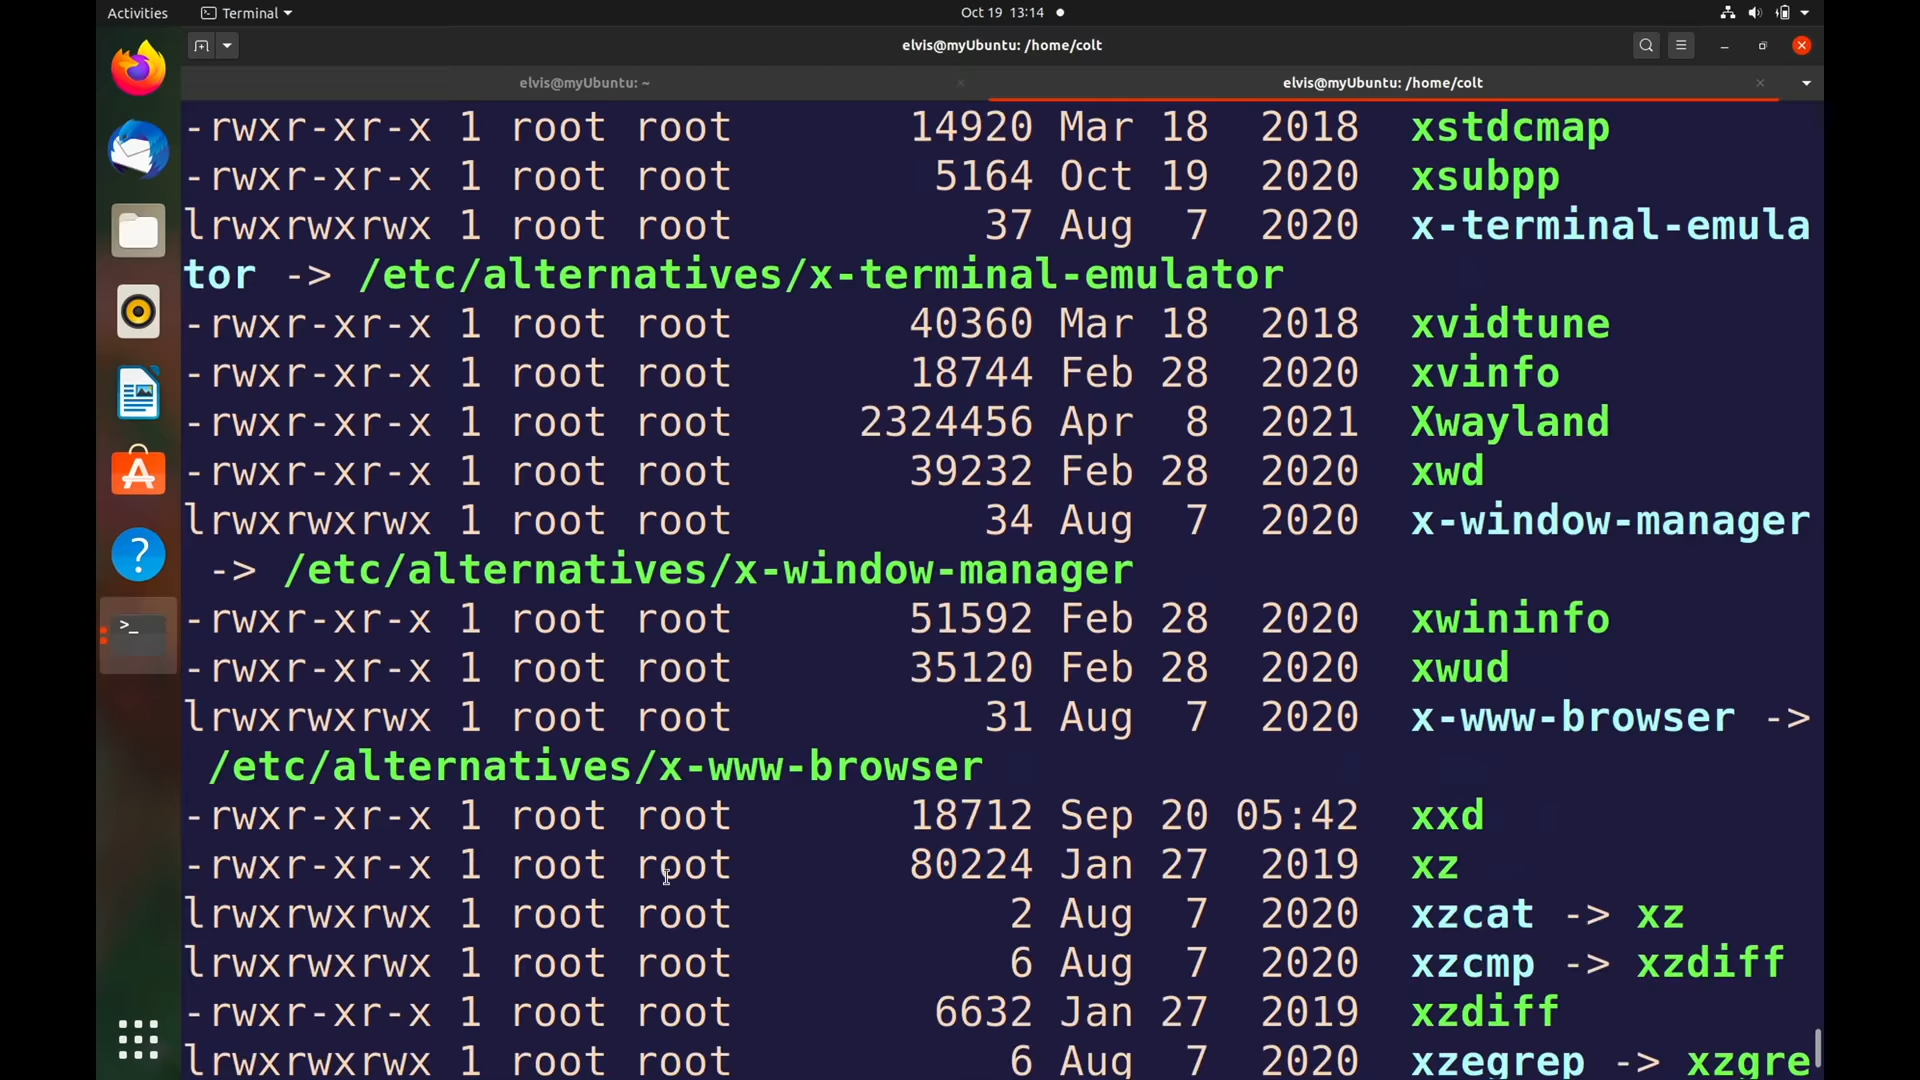 Activities Terminal Oct 19 13:14
elvis@myUbuntu: /home/colt
elvis@myUbuntu: ~ elvis@myUbuntu: /home/colt
-rwxr-xr-x 1 root root 14920 Mar 18 2018 xstdcmap
-rwxr-xr-x 1 root root 5164 Oct 19 2020 xsubpp
lrwxrwxrwx 1 root root 37 Aug 7 2020 x-terminal-emula
tor -> /etc/alternatives/x-terminal-emulator
-rwxr-xr-x 1 root root 40360 Mar 18 2018 xvidtune
-rwxr-xr-x 1 root root 18744 Feb 28 2020 xvinfo
-rwxr-xr-x 1 root root 2324456 Apr 8 2021 Xwayland
-rwxr-xr-x 1 root root 39232 Feb 28 2020 xwd
lrwxrwxrwx 1 root root 34 Aug 7 2020 x-window-manager
-> /etc/alternatives/x-window-manager
-rwxr-xr-x 1 root root 51592 Feb 28 2020 xwininfo
-rwxr-xr-x 1 root root 35120 Feb 28 2020 xwud
lrwxrwxrwx 1 root root 31 Aug 7 2020 x-www-browser ->
/etc/alternatives/x-www-browser
-rwxr-xr-x 1 root root 18712 Sep 20 05:42 xxd
-rwxr-xr-x 1 root root 80224 Jan 27 2019 xz
lrwxrwxrwx 1 root root 2 Aug 7 2020 xzcat -> xz
lrwxrwxrwx 1 root root 6 Aug 7 2020 xzcmp -> xzdiff
-rwxr-xr-x 1 root root 6632 Jan 27 2019 xzdiff
lrwxrwxrwx 1 root root 6 Aug 7 2020 xzegrep -> xzgre